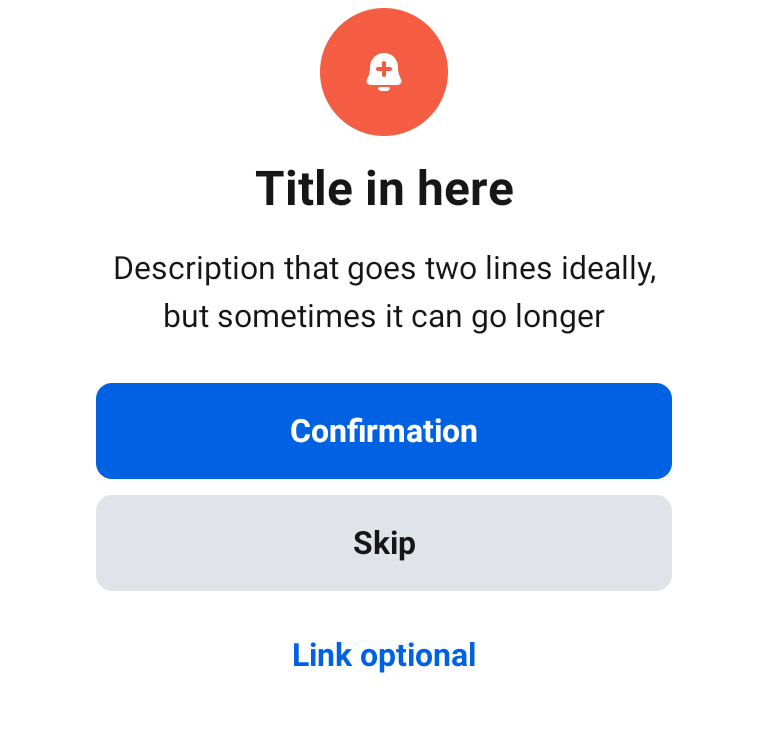 Title in here
Description that goes two lines ideally,
but sometimes it can go longer
Confirmation
Skip
Link optional